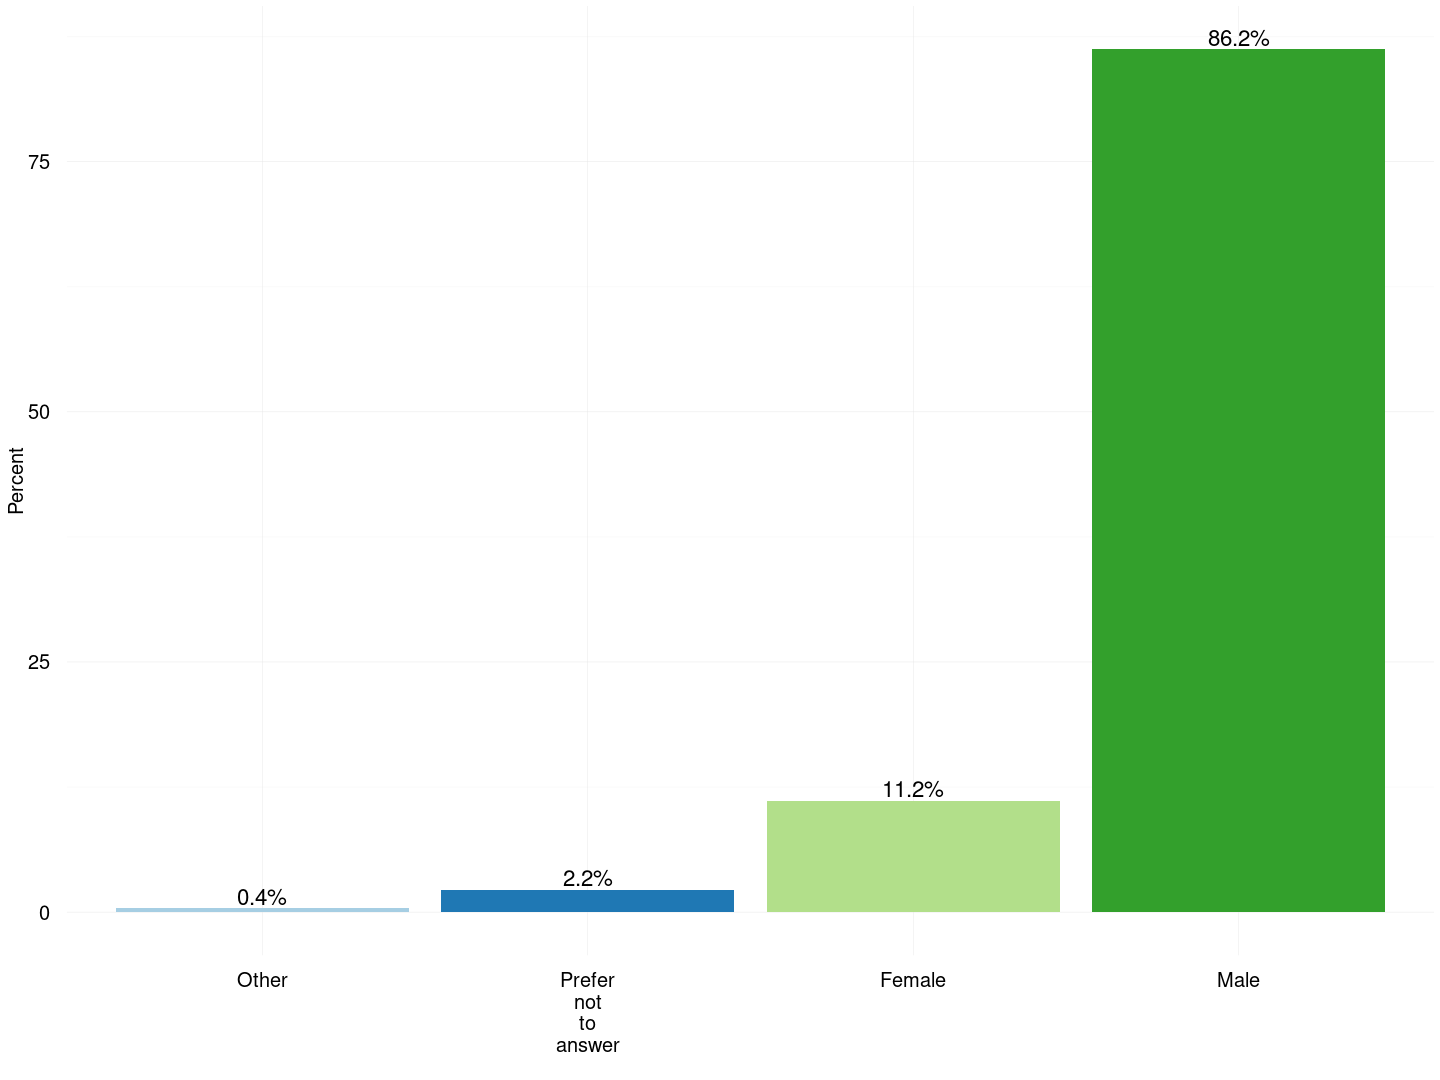 86.2%
75
50
Percent
25
11.2%
2.2%
0.4%
0
Other
Prefer
not
to
answer
Female
Male